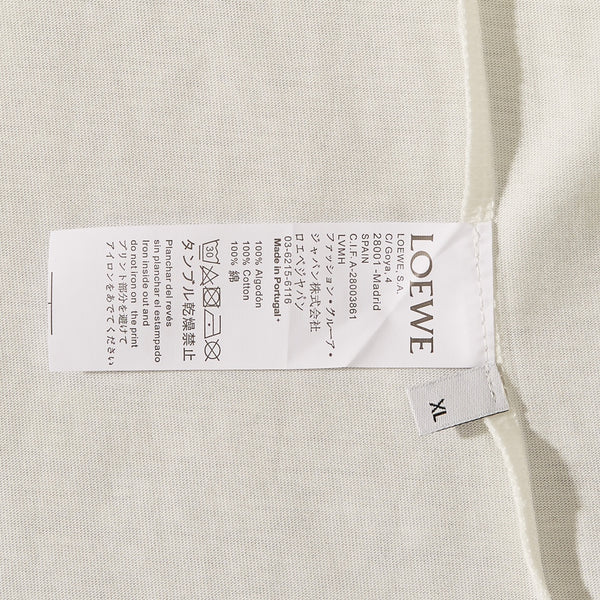 LOEWE
LOEWE, S.A.
C/Goya, 4
28001 -Madrid
SPAIN
C.I.F.A-28003861
LVMH
ファッション・グループ・
ジャパン株式会社
ロエベジャパン
03-6215-6116
Made in Portugal・
100% Algodón
100% Cotton
100% 綿
30
タンブル乾燥禁止
Planchar del revés
sin planchar el estampado
Iron inside out and
do not iron on the print
プリント部分を避けて
アイロンをあでてください
XL